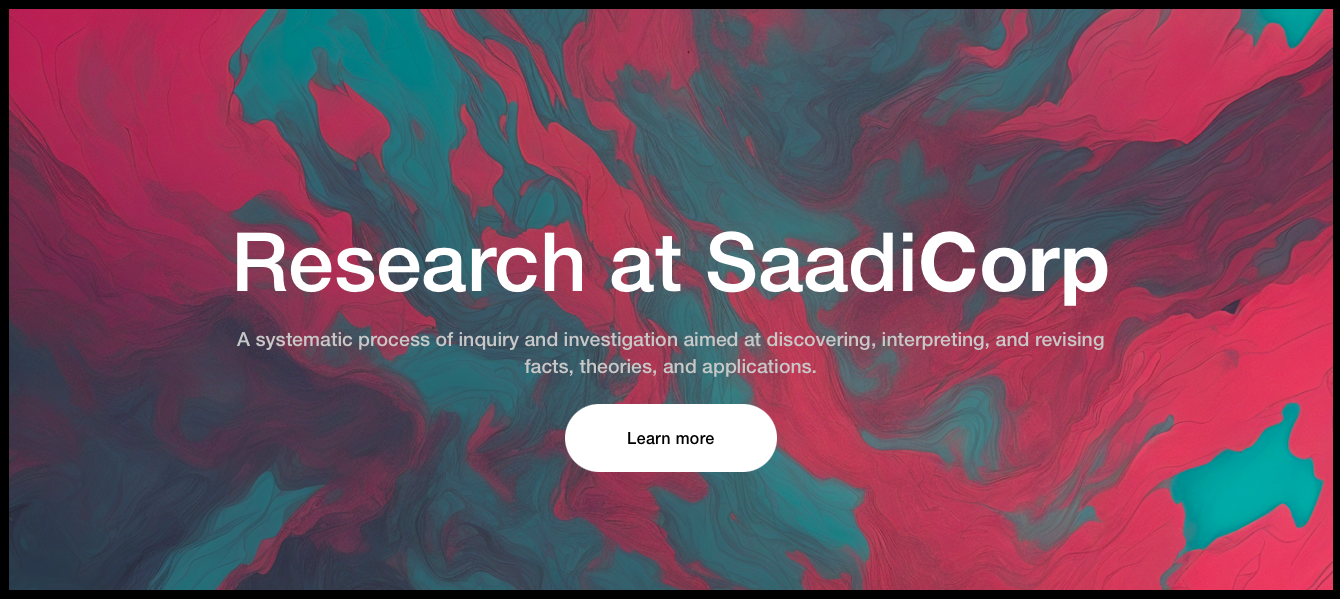 Research at SaadiCorp
A systematic process of inquiry and investigation aimed at discovering, interpreting, and revising
facts, theories, and applications.
Learn more